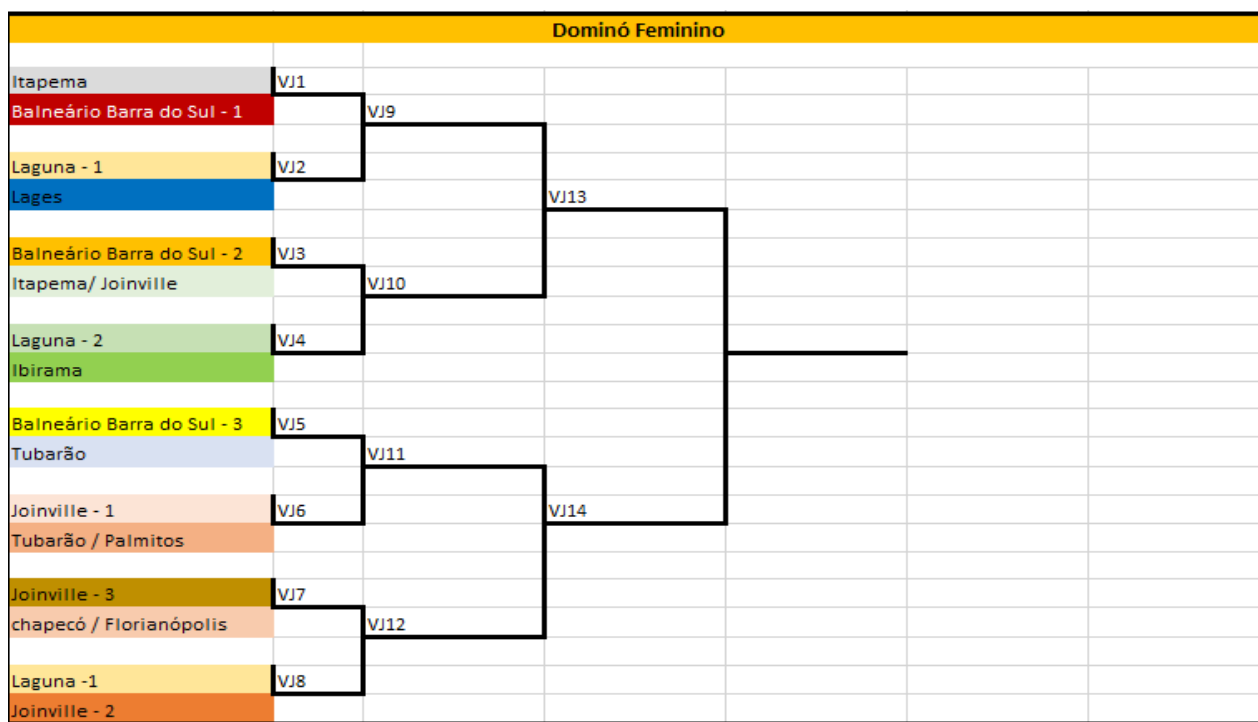 Dominó Feminino
Itapema VJ1
Balneário Barra do Sul - 1 VJ9
Laguna - 1 VJ2
Lages VJ13
Balneário Barra do Sul - 2 VJ3
Itapema/ Joinville VJ10
Laguna - 2 VJ4
Ibirama
Balneário Barra do Sul - 3 VJ5
Tubarão VJ11
Joinville - 1 VJ6 VJ14
Tubarão / Palmitos
Joinville - 3 VJ7
chapecó / Florianópolis VJ12
Laguna -1 VJ8
Joinville - 2